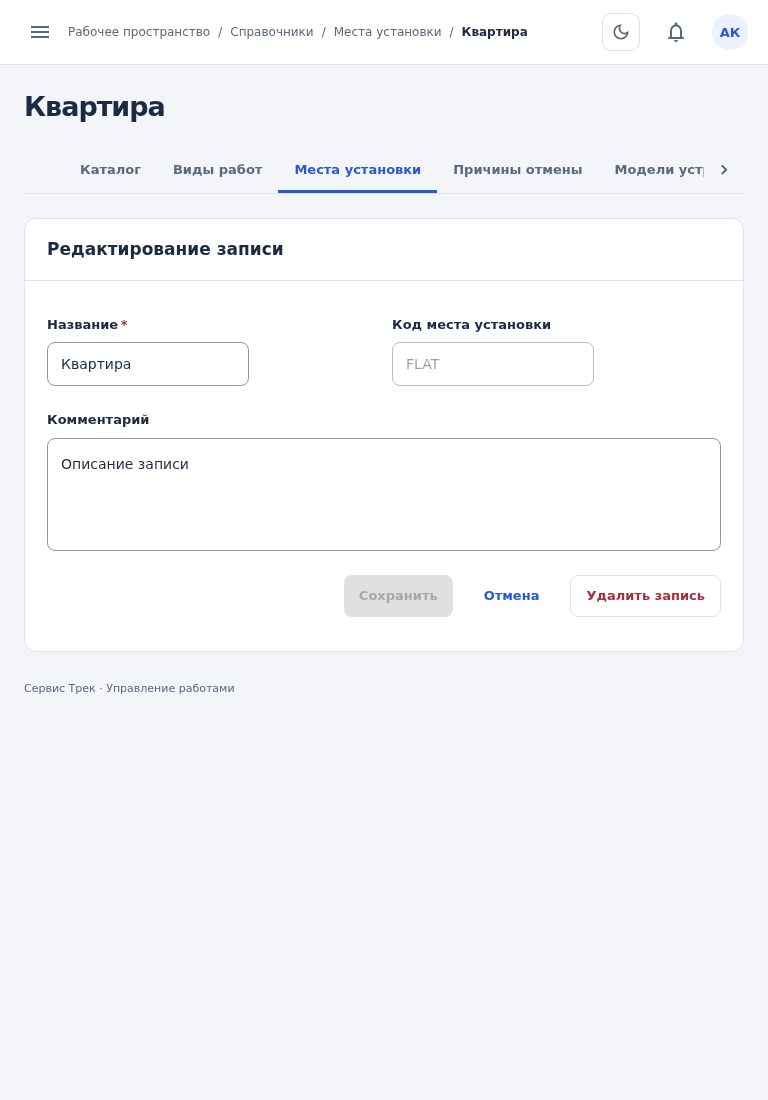 Рабочее пространство / Справочники / Места установки / Квартира
АК
Квартира
Каталог
Виды работ
Места установки
Причины отмены
Модели уст
Редактирование записи
Название *
Код места установки
Квартира
FLAT
Комментарий
Описание записи
Сохранить
Отмена
Удалить запись
Сервис Трек · Управление работами